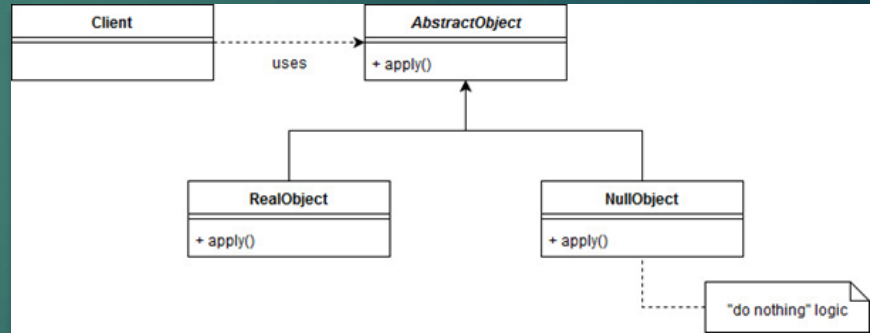 Client
AbstractObject
uses
+ apply()
RealObject
NullObject
+ apply()
+ apply()
"do nothing" logic